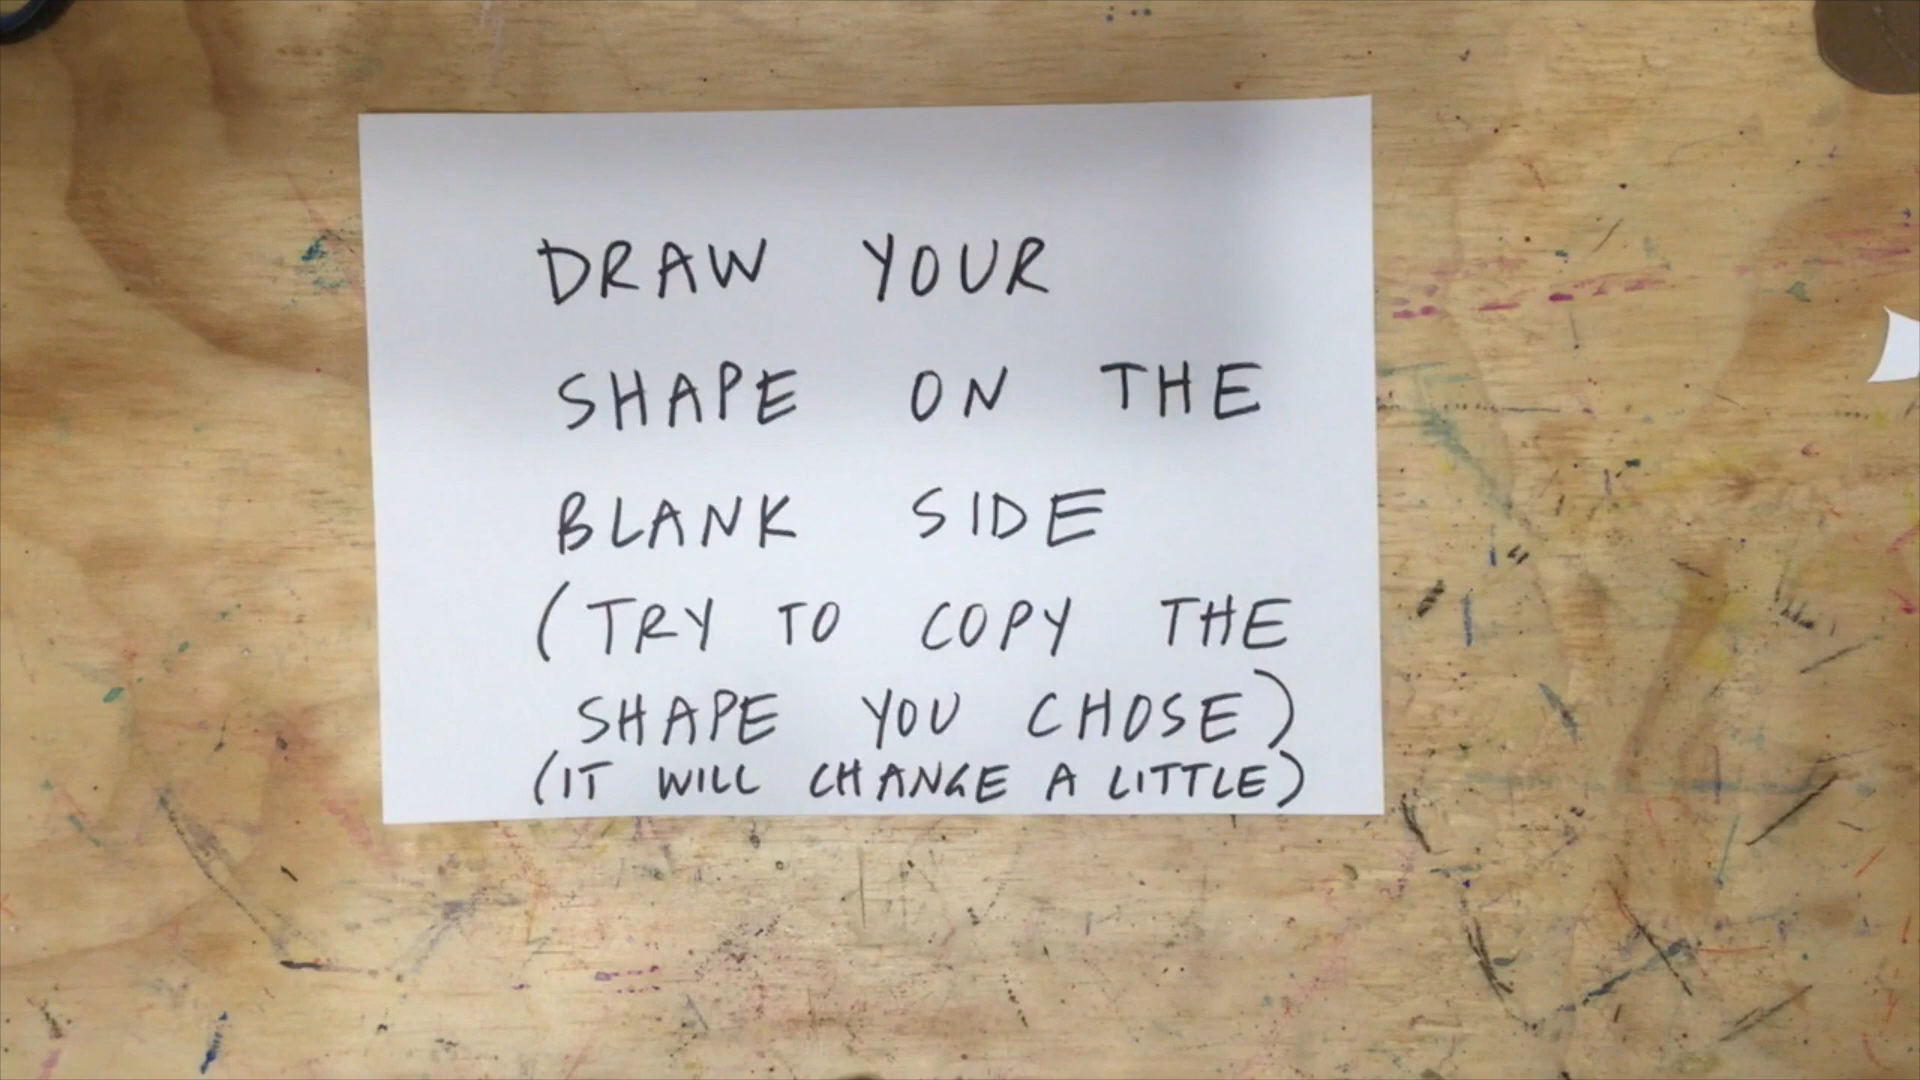 DRAW YOUR
SHAPE ON THE
BLANK SIDE
(TRY TO COPY THE
SHAPE YOU CHOSE)
(IT WILL CHANGE A LITTLE)